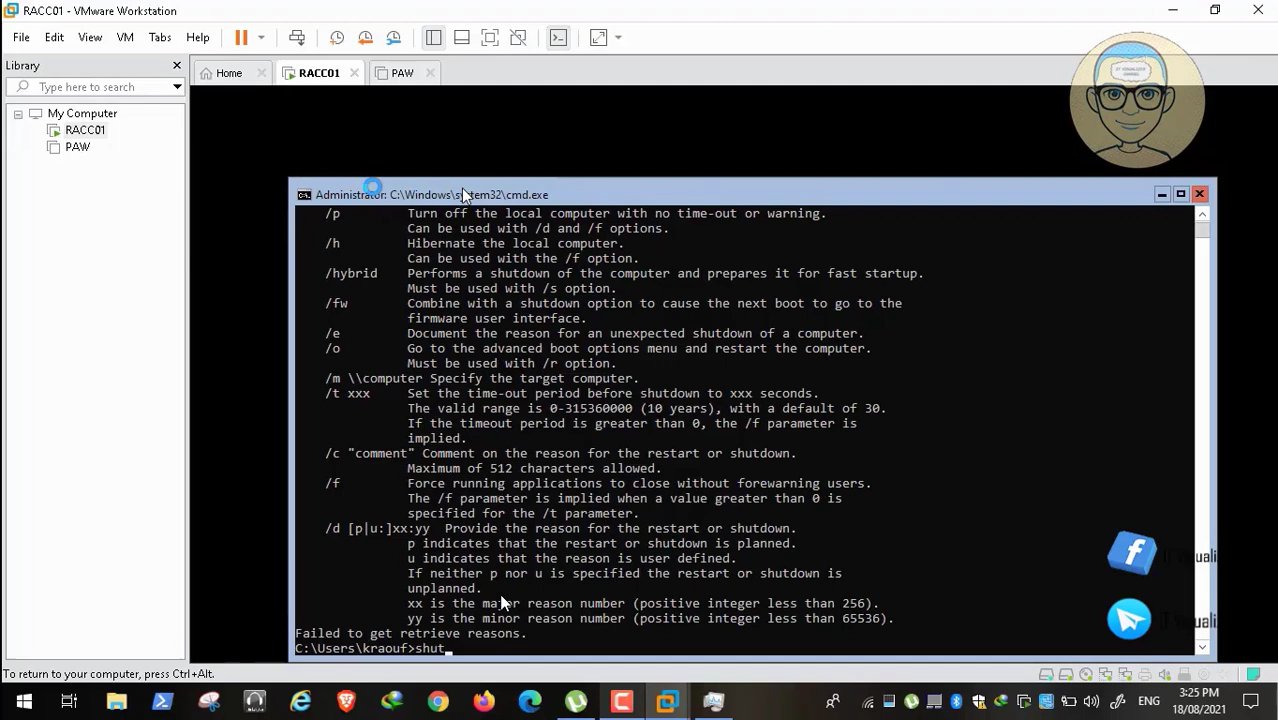 RACC01 - VMware Workstation
File Edit View VM Tabs Help
Library
Type here to search
My Computer
RACC01
PAW
Home RACC01 PAW
IT VISUALIZER
CHANNEL
Administrator: C:\Windows\system32\cmd.exe
/p Turn off the local computer with no time-out or warning.
Can be used with /d and /f options.
/h Hibernate the local computer.
Can be used with the /f option.
/hybrid Performs a shutdown of the computer and prepares it for fast startup.
Must be used with /s option.
/fw Combine with a shutdown option to cause the next boot to go to the
firmware user interface.
/e Document the reason for an unexpected shutdown of a computer.
/o Go to the advanced boot options menu and restart the computer.
Must be used with /r option.
/m \\computer Specify the target computer.
/t xxx Set the time-out period before shutdown to xxx seconds.
The valid range is 0-315360000 (10 years), with a default of 30.
If the timeout period is greater than 0, the /f parameter is
implied.
/c "comment" Comment on the reason for the restart or shutdown.
Maximum of 512 characters allowed.
/f Force running applications to close without forewarning users.
The /f parameter is implied when a value greater than 0 is
specified for the /t parameter.
/d [p|u:]xx:yy Provide the reason for the restart or shutdown.
p indicates that the restart or shutdown is planned.
u indicates that the reason is user defined.
If neither p nor u is specified the restart or shutdown is
unplanned.
xx is the major reason number (positive integer less than 256).
yy is the minor reason number (positive integer less than 65536).
Failed to get retrieve reasons.
C:\Users\kraouf>shut
To return to your computer, press Ctrl+Alt.
ENG
3:25 PM
18/08/2021